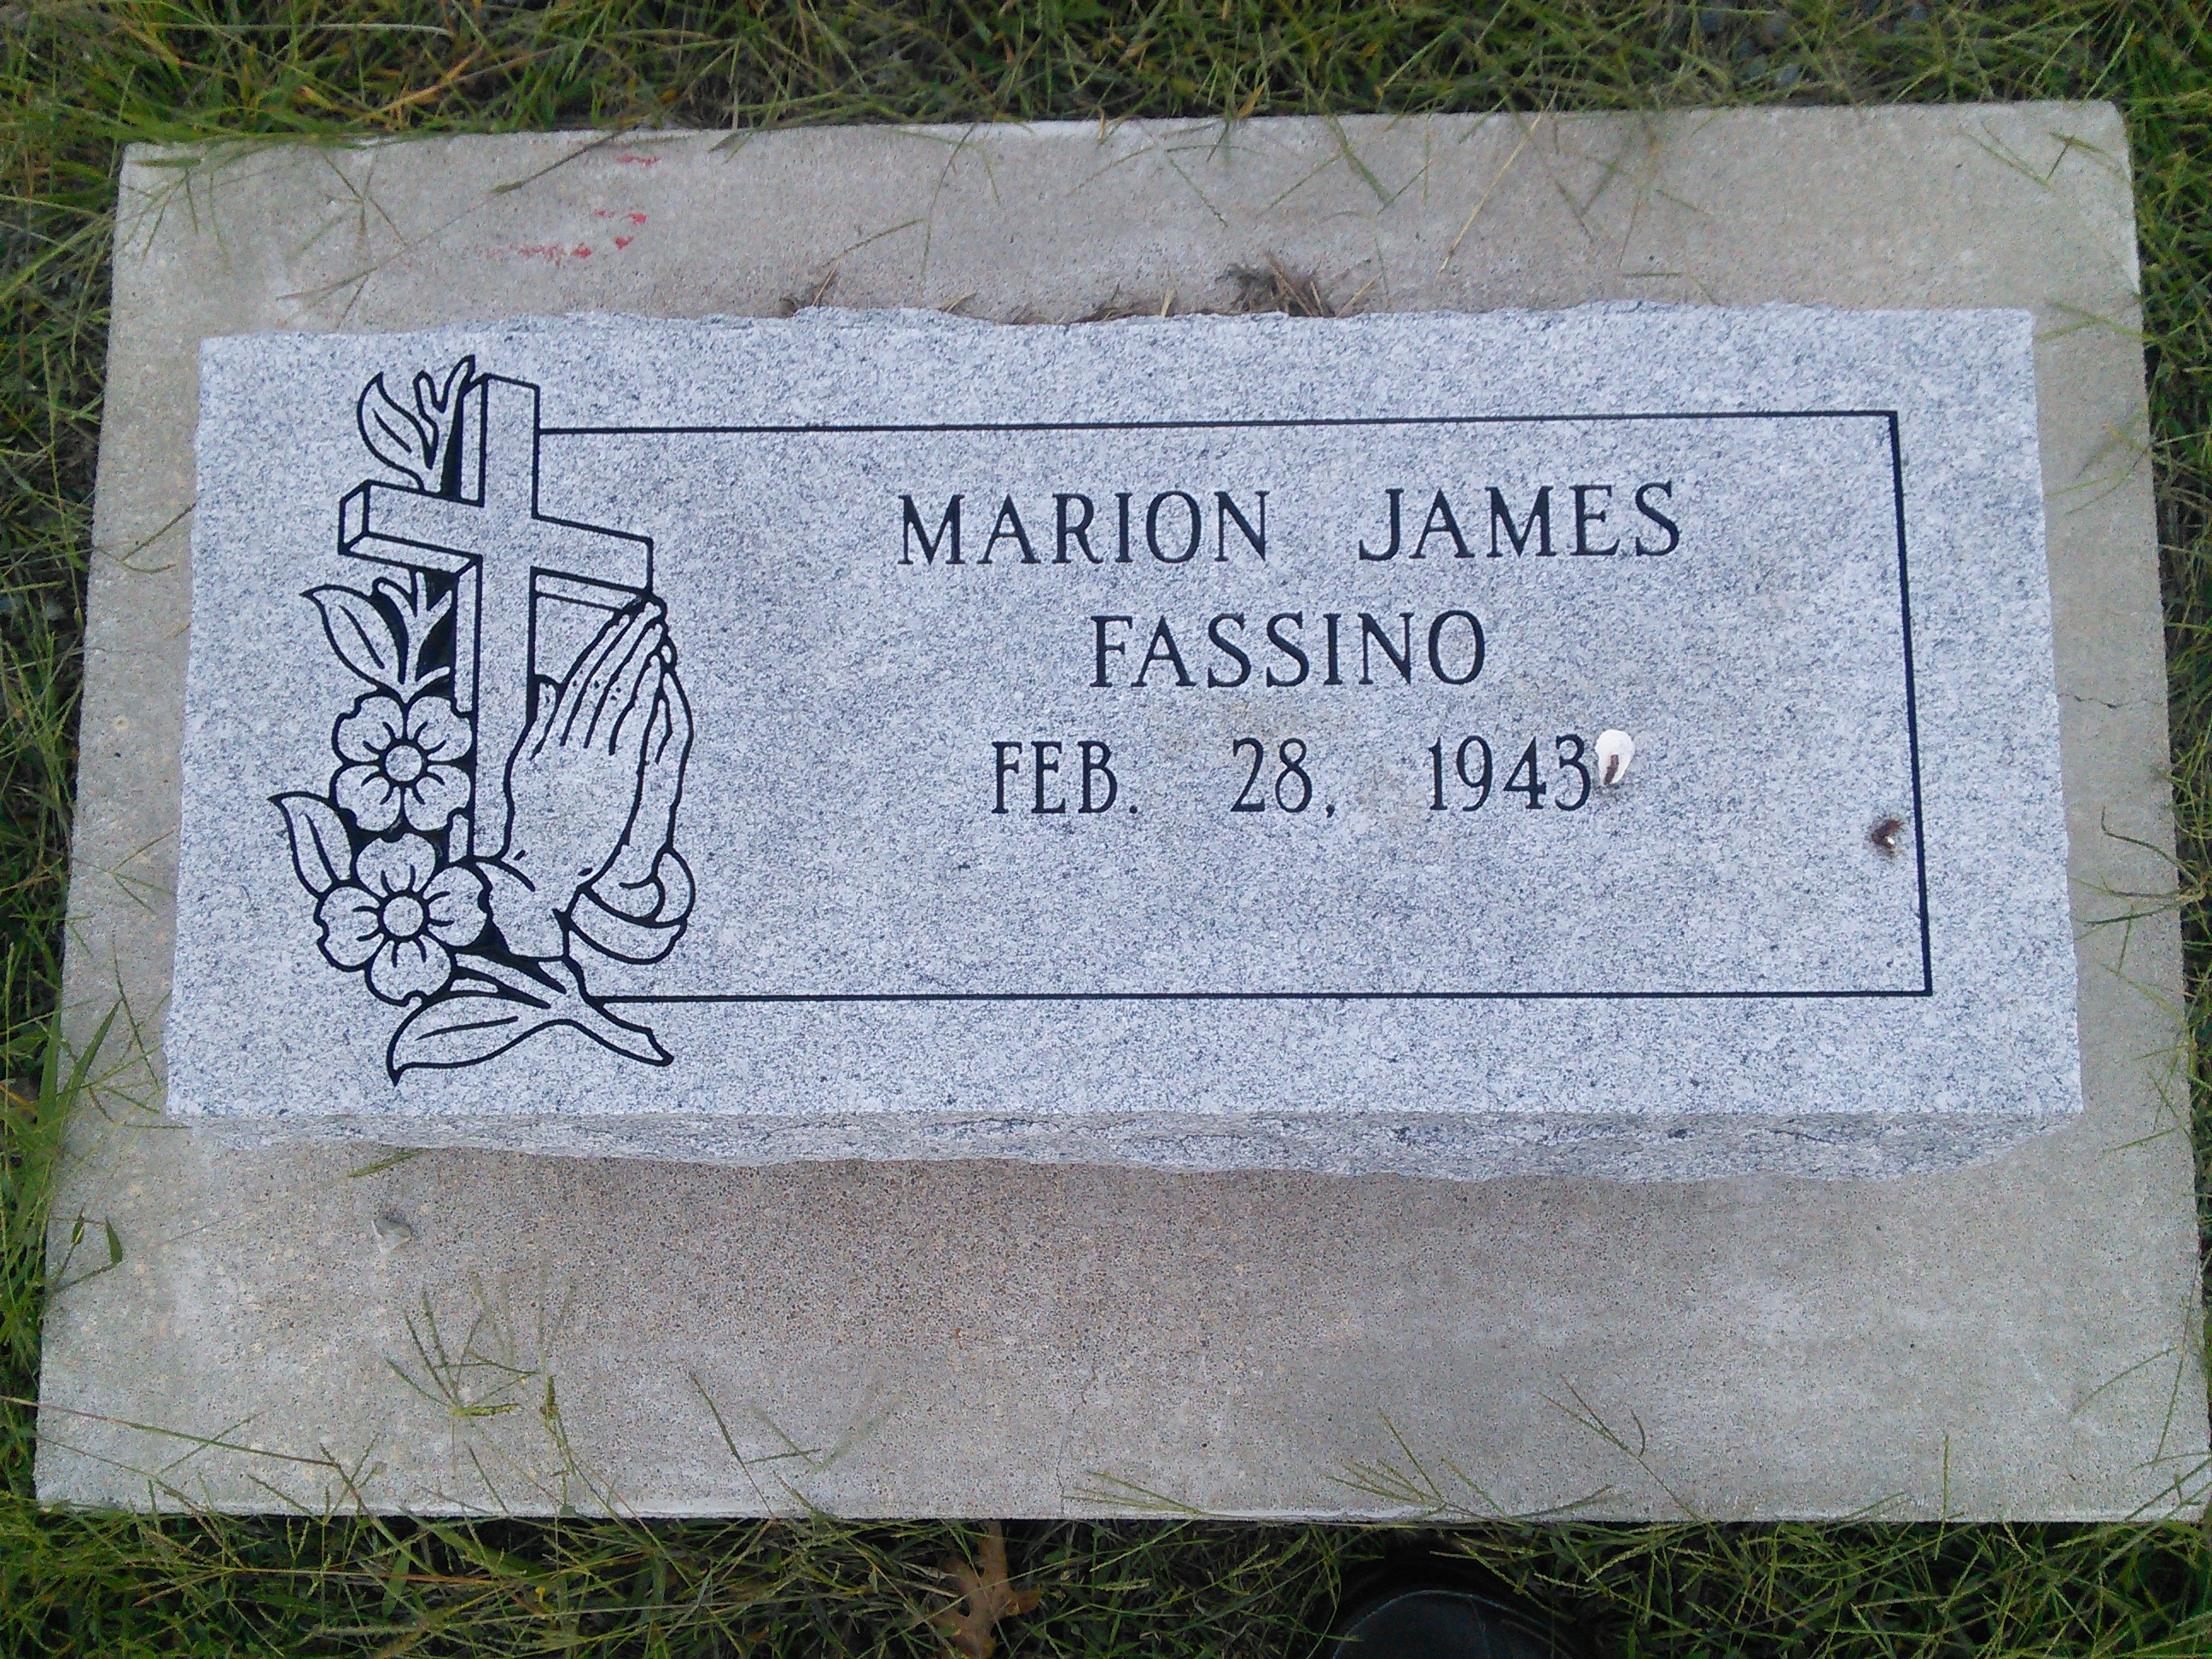 MARION JAMES
FASSINO
FEB. 28, 1943